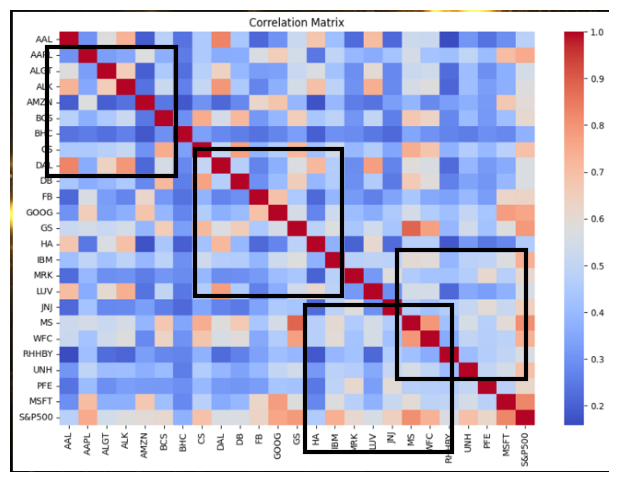 Correlation Matrix
AAL
AAPL
ALGT
ALK
AMZN
BCS
BHC
CS
DAL
DB
FB
GOOG
GS
HA
IBM
MRK
LUV
JNJ
MS
WFC
RHHBY
UNH
PFE
MSFT
S&P500
AAL
AAPL
ALGT
ALK
AMZN
BCS
BHC
CS
DAL
DB
FB
GOOG
GS
HA
IBM
MRK
LUV
JNJ
MS
WFC
RHHBY
UNH
PFE
MSFT
S&P500
1.0
0.9
0.8
0.7
0.6
0.5
0.4
0.3
0.2